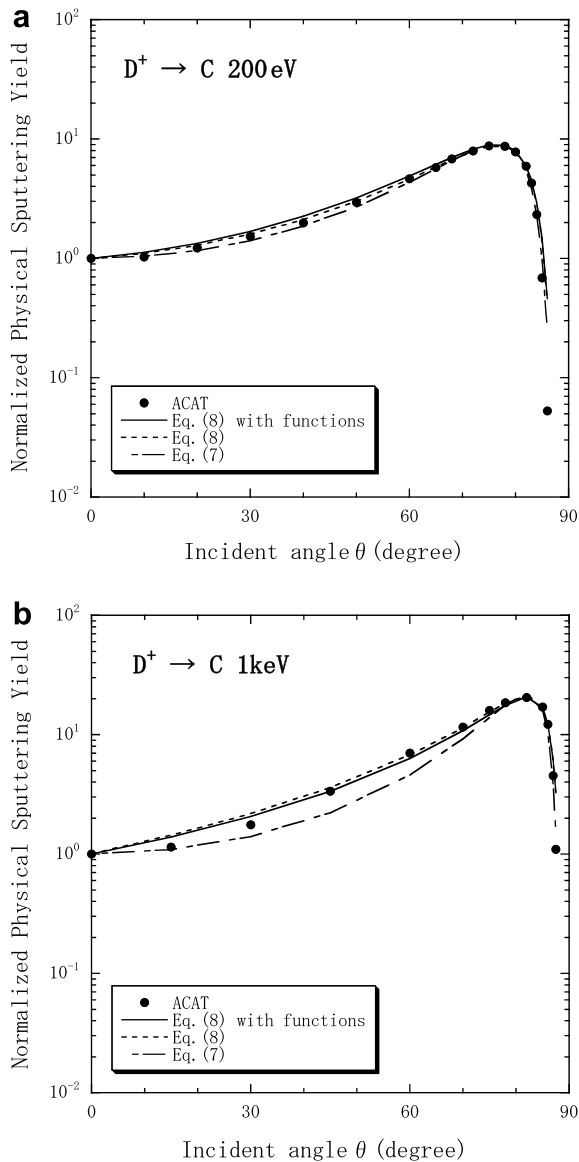 a
D+ → C 200eV
Normalized Physical Sputtering Yield
10^2
10^1
10^0
10^-1
10^-2
ACAT
Eq. (8) with functions
Eq. (8)
Eq. (7)
0 30 60 90
Incident angle θ (degree)
b
D+ → C 1keV
Normalized Physical Sputtering Yield
10^2
10^1
10^0
10^-1
10^-2
ACAT
Eq. (8) with functions
Eq. (8)
Eq. (7)
0 30 60 90
Incident angle θ (degree)